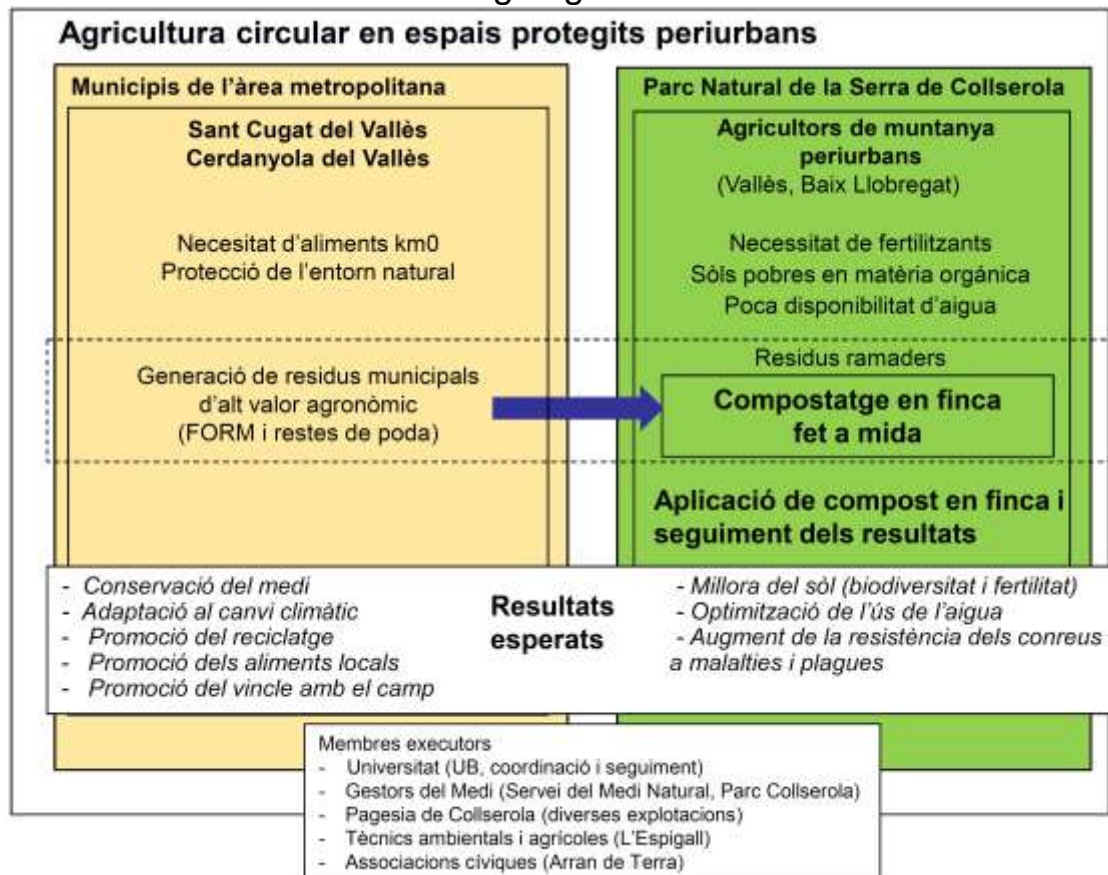 Agricultura circular en espais protegits periurbans
Municipis de l'àrea metropolitana
Sant Cugat del Vallès
Cerdanyola del Vallès
Necesitat d'aliments km0
Protecció de l'entorn natural
Generació de residus municipals
d'alt valor agronòmic
(FORM i restes de poda)
Parc Natural de la Serra de Collserola
Agricultors de muntanya
periurbans
(Vallès, Baix Llobregat)
Necessitat de fertilitzants
Sòls pobres en matèria orgánica
Poca disponibilitat d'aigua
Residus ramaders
Compostatge en finca
fet a mida
Aplicació de compost en finca i
seguiment dels resultats
- Conservació del medi
- Adaptació al canvi climàtic
- Promoció del reciclatge
- Promoció dels aliments locals
- Promoció del vincle amb el camp
Resultats
esperats
- Millora del sòl (biodiversitat i fertilitat)
- Optimització de l'ús de l'aigua
- Augment de la resistència dels conreus
a malalties i plagues
Membres executors
- Universitat (UB, coordinació i seguiment)
- Gestors del Medi (Servei del Medi Natural, Parc Collserola)
- Pagesia de Collserola (diverses explotacions)
- Tècnics ambientals i agrícoles (L'Espigall)
- Associacions cíviques (Arran de Terra)